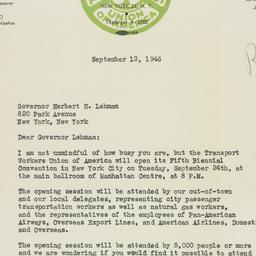 NEW YORK 23, N. Y.
UNION
OF AMERICA
September 13, 1946
Governor Herbert H. Lehman
820 Park Avenue
New York, New York
Dear Governor Lehman:
I am not unmindful of how busy you are, but the Transport
Workers Union of America will open its Fifth Biennial
Convention in New York City on Tuesday, September 24th, at
the main ballroom of Manhattan Centre, at 8 P.M.
The opening session will be attended by our out-of-town
and our local delegates, representing city passenger
transportation workers as well as natural gas workers,
and the representatives of the employees of Pan-American
Airways, Overseas Export Lines, and American Airlines, Domesti
and Overseas.
The opening session will be attended by 5,000 people or more
and we are wondering if you would find it possible to attend